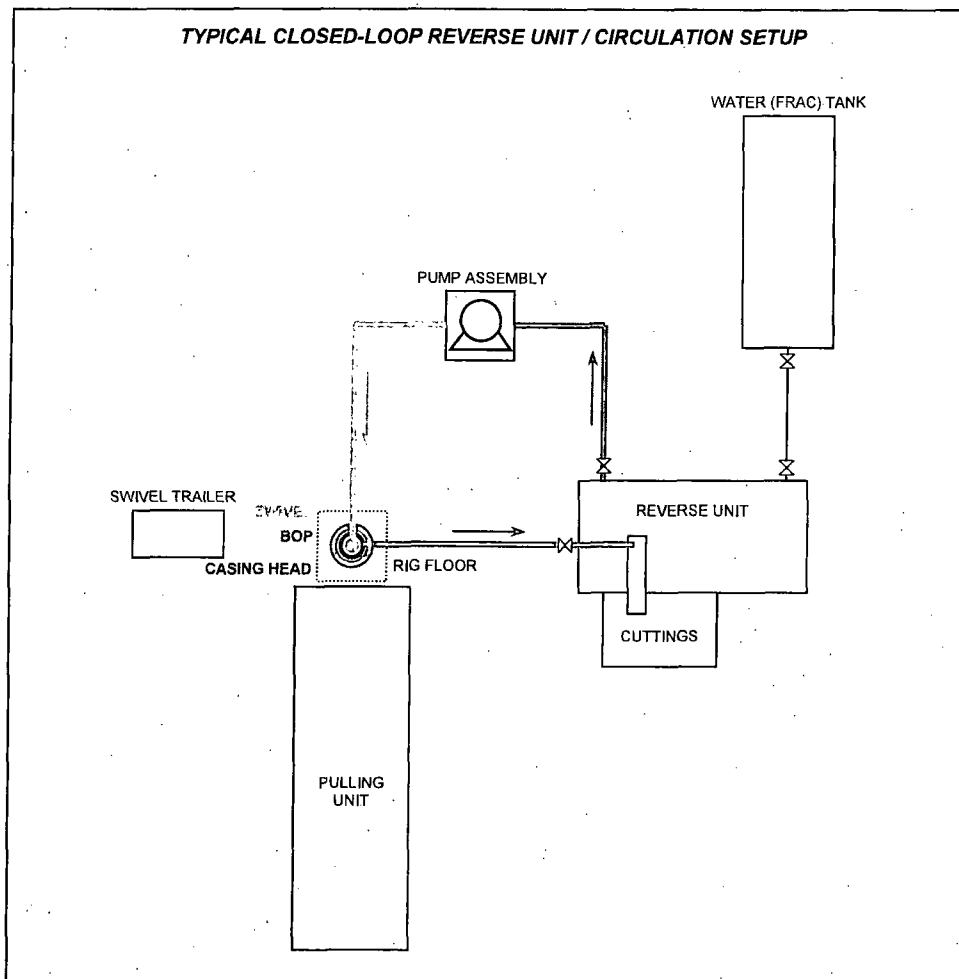 TYPICAL CLOSED-LOOP REVERSE UNIT / CIRCULATION SETUP
WATER (FRAC) TANK
PUMP ASSEMBLY
SWIVEL TRAILER
REVERSE UNIT
BOP
CASING HEAD
RIG FLOOR
CUTTINGS
PULLING
UNIT